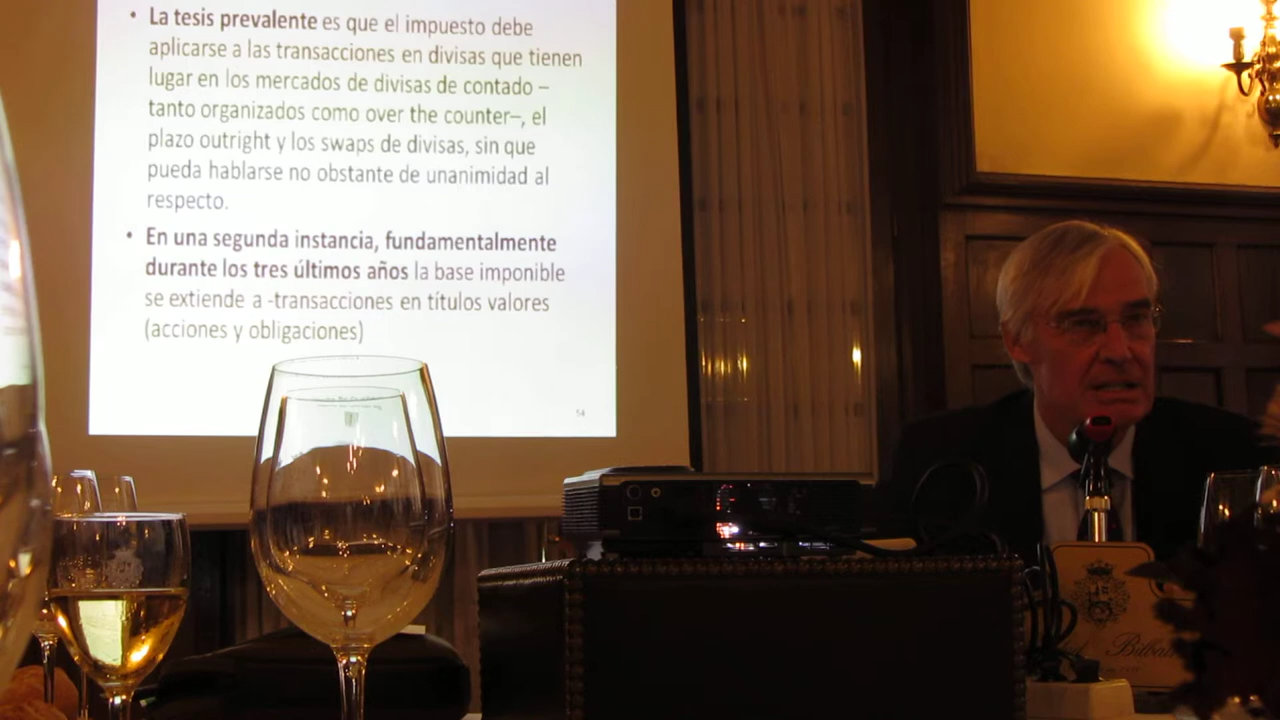 • La tesis prevalente es que el impuesto debe
aplicarse a las transacciones en divisas que tienen
lugar en los mercados de divisas de contado –
tanto organizados como over the counter–, el
plazo outright y los swaps de divisas, sin que
pueda hablarse no obstante de unanimidad al
respecto.
• En una segunda instancia, fundamentalmente
durante los tres últimos años la base imponible
se extiende a -transacciones en títulos valores
(acciones y obligaciones)
54